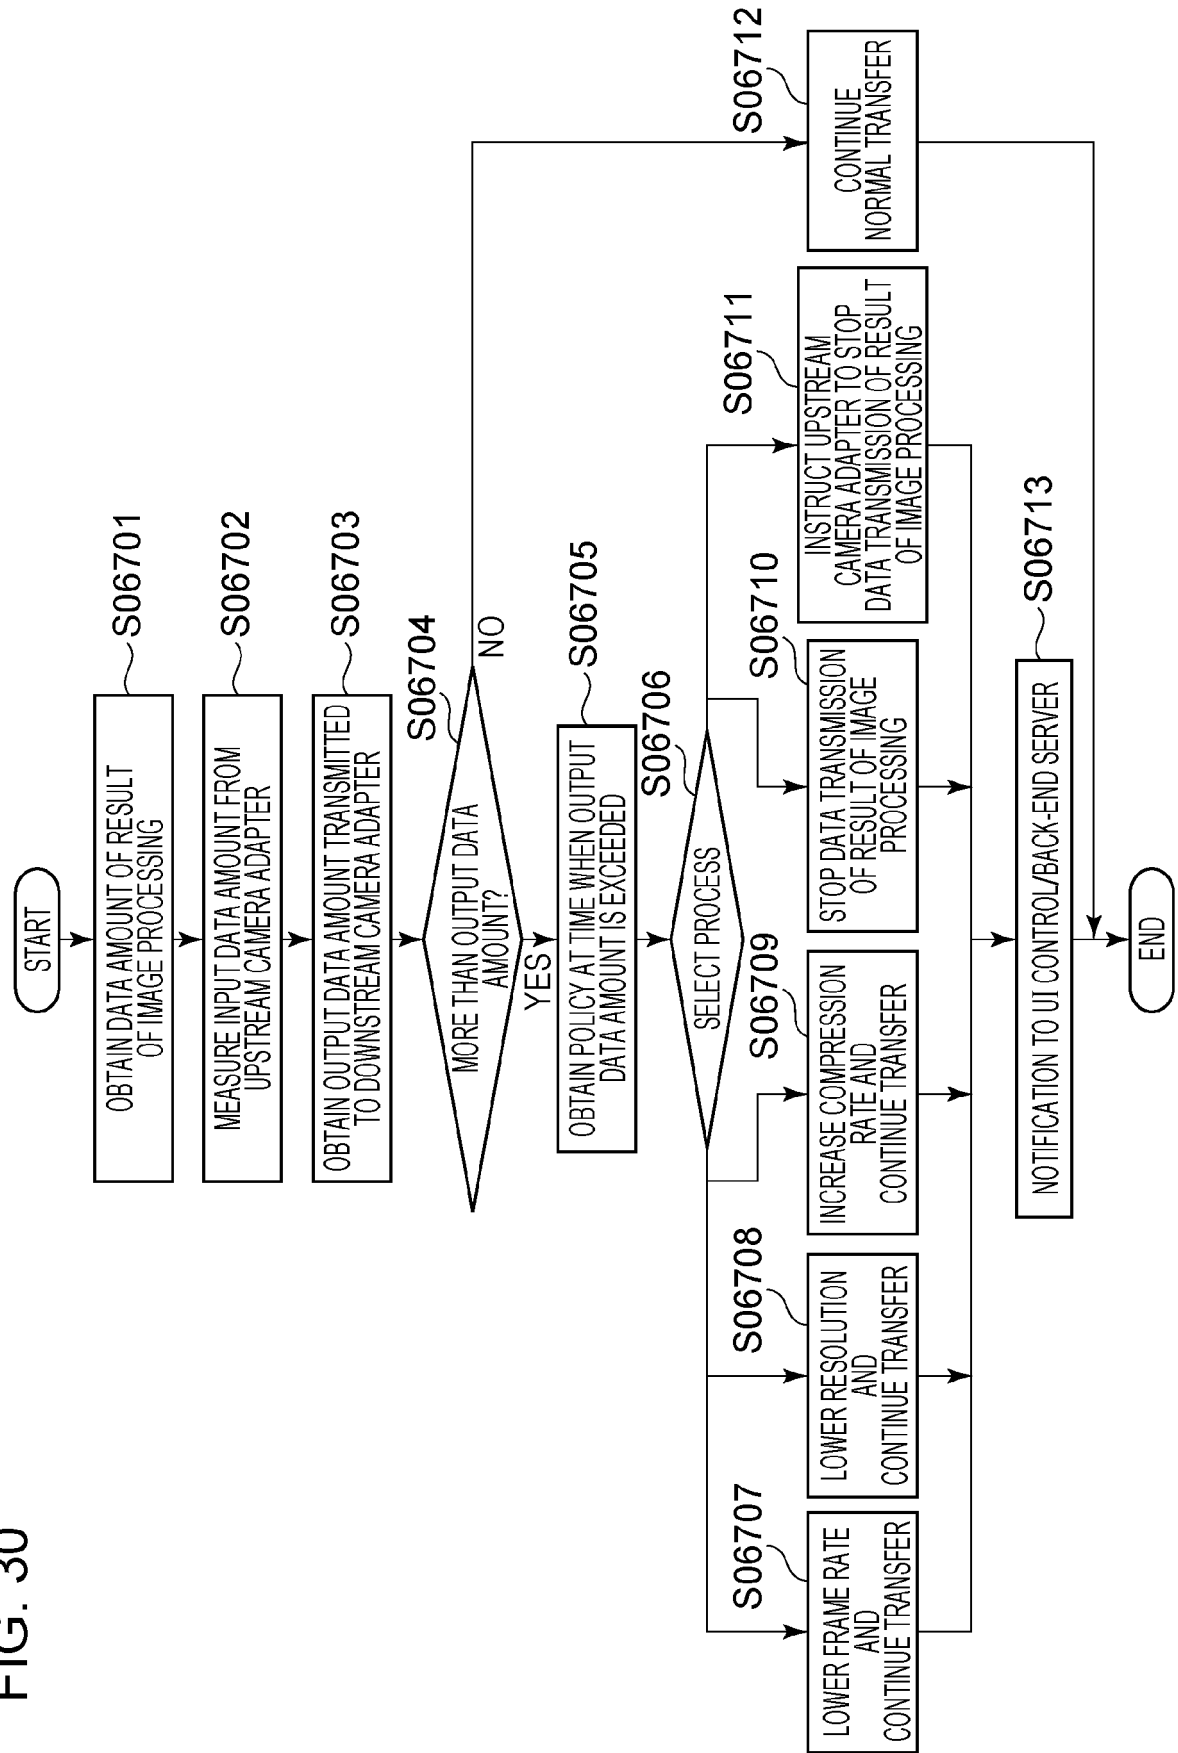 FIG. 30
START
OBTAIN DATA AMOUNT OF RESULT
OF IMAGE PROCESSING
S06701
MEASURE INPUT DATA AMOUNT FROM
UPSTREAM CAMERA ADAPTER
S06702
OBTAIN OUTPUT DATA AMOUNT TRANSMITTED
TO DOWNSTREAM CAMERA ADAPTER
S06703
S06704
MORE THAN OUTPUT DATA
AMOUNT?
NO
YES
OBTAIN POLICY AT TIME WHEN OUTPUT
DATA AMOUNT IS EXCEEDED
S06705
S06706
SELECT PROCESS
S06707
LOWER FRAME RATE
AND
CONTINUE TRANSFER
S06708
LOWER RESOLUTION
AND
CONTINUE TRANSFER
S06709
INCREASE COMPRESSION
RATE AND
CONTINUE TRANSFER
S06710
STOP DATA TRANSMISSION
OF RESULT OF IMAGE
PROCESSING
S06711
INSTRUCT UPSTREAM
CAMERA ADAPTER TO STOP
DATA TRANSMISSION OF RESULT
OF IMAGE PROCESSING
S06712
CONTINUE
NORMAL TRANSFER
NOTIFICATION TO UI CONTROL/BACK-END SERVER
S06713
END